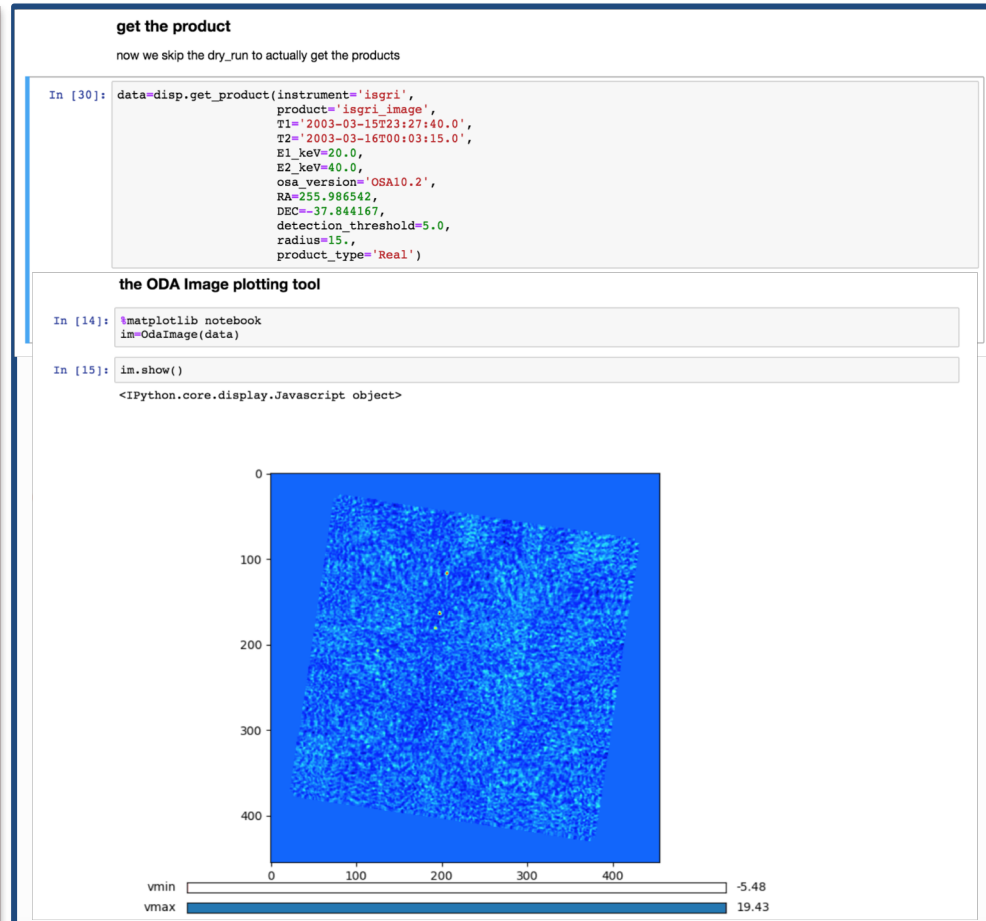 get the product
now we skip the dry_run to actually get the products
In [30]: data=disp.get_product(instrument='isgri',
product='isgri_image',
T1='2003-03-15T23:27:40.0',
T2='2003-03-16T00:03:15.0',
E1_keV=20.0,
E2_keV=40.0,
osa_version='OSA10.2',
RA=255.986542,
DEC=-37.844167,
detection_threshold=5.0,
radius=15.,
product_type='Real')
the ODA Image plotting tool
In [14]: %matplotlib notebook
im=OdaImage(data)
In [15]: im.show()
<IPython.core.display.Javascript object>
0
100
200
300
400
0 100 200 300 400
vmin -5.48
vmax 19.43